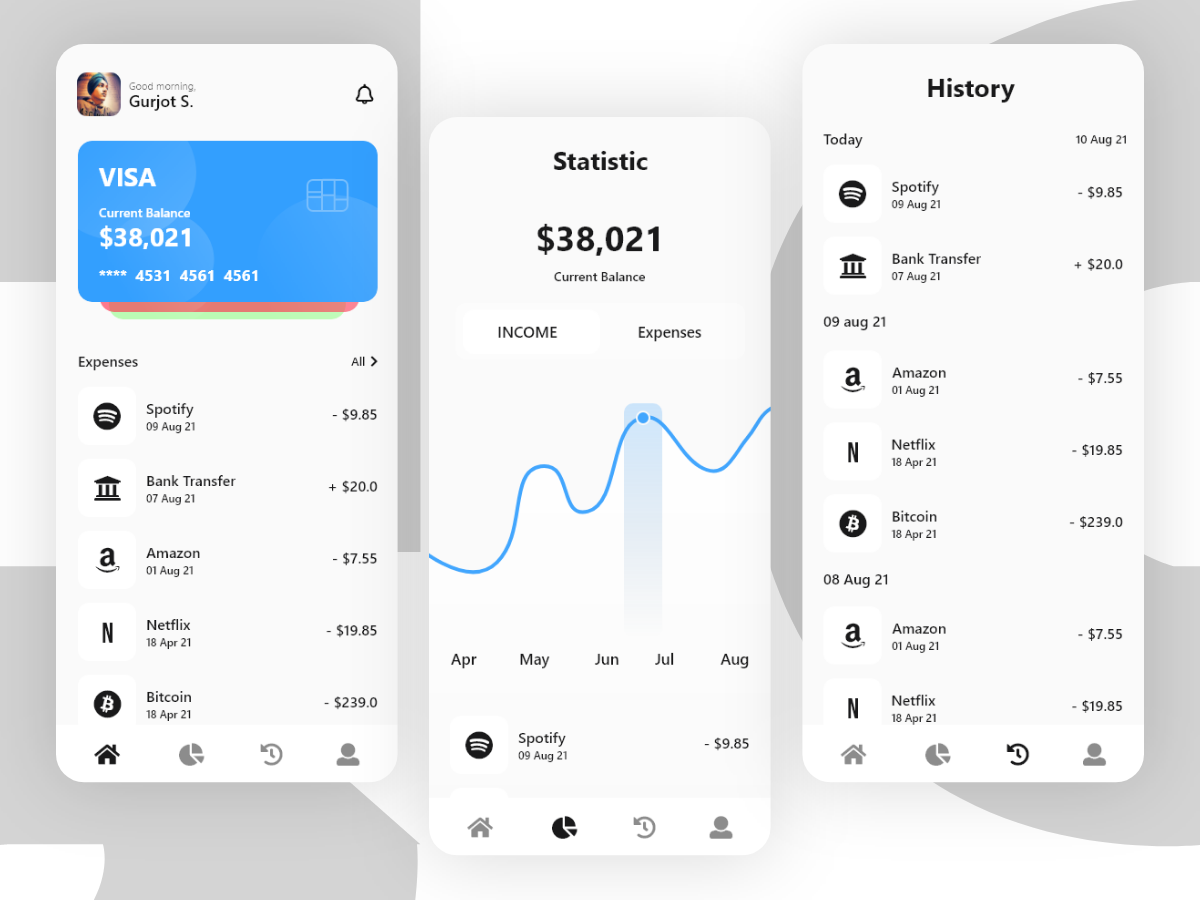 Good morning,
Gurjot S.
VISA
Current Balance
$38,021
**** 4531 4561 4561
Expenses
All
Spotify
- $9.85
09 Aug 21
Bank Transfer
+ $20.0
07 Aug 21
a
Amazon
- $7.55
01 Aug 21
N
Netflix
- $19.85
18 Apr 21
Bitcoin
- $239.0
18 Apr 21
Statistic
$38,021
Current Balance
INCOME
Expenses
Apr May Jun Jul Aug
Spotify
- $9.85
09 Aug 21
History
Today
10 Aug 21
Spotify
- $9.85
09 Aug 21
Bank Transfer
+ $20.0
07 Aug 21
09 aug 21
a
Amazon
- $7.55
01 Aug 21
N
Netflix
- $19.85
18 Apr 21
Bitcoin
- $239.0
18 Apr 21
08 Aug 21
a
Amazon
- $7.55
01 Aug 21
N
Netflix
- $19.85
18 Apr 21